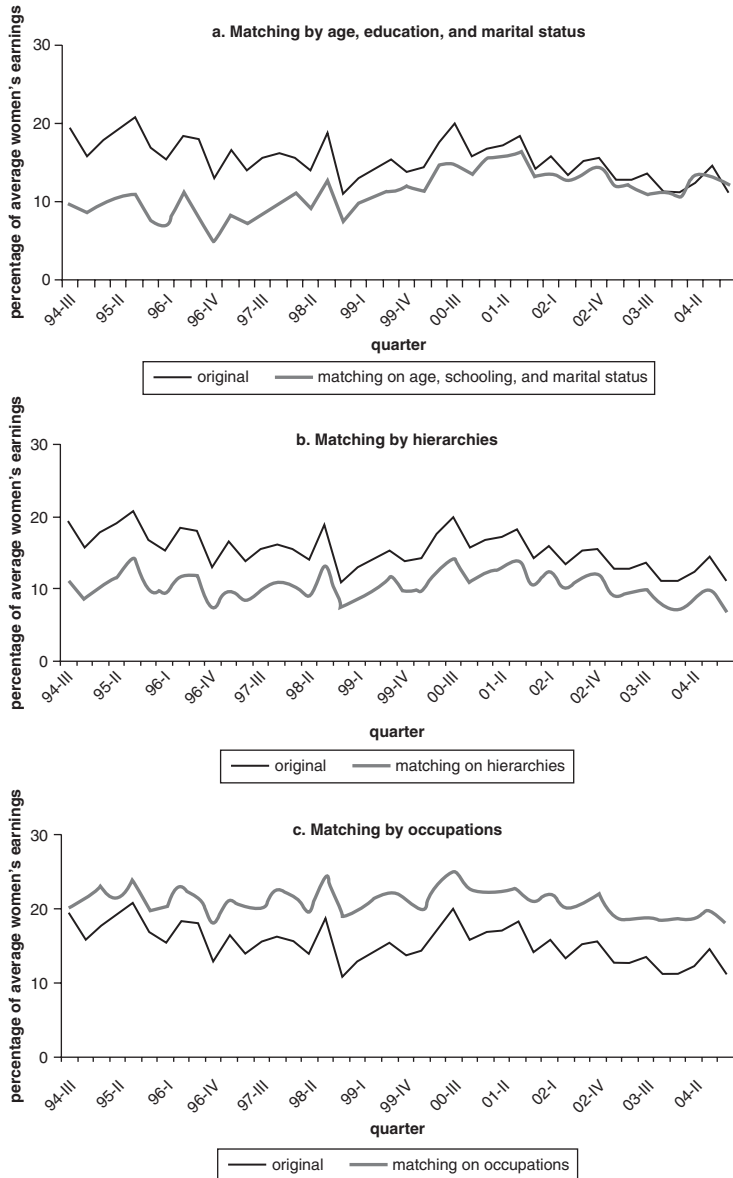 a. Matching by age, education, and marital status
percentage of average women's earnings
30
20
10
0
94-III
95-II
96-I
96-IV
97-III
98-II
99-I
99-IV
00-III
01-II
02-I
02-IV
03-III
04-II
quarter
original
matching on age, schooling, and marital status
b. Matching by hierarchies
percentage of average women's earnings
30
20
10
0
94-III
95-II
96-I
96-IV
97-III
98-II
99-I
99-IV
00-III
01-II
02-I
02-IV
03-III
04-II
quarter
original
matching on hierarchies
c. Matching by occupations
percentage of average women's earnings
30
20
10
0
94-III
95-II
96-I
96-IV
97-III
98-II
99-I
99-IV
00-III
01-II
02-I
02-IV
03-III
04-II
quarter
original
matching on occupations